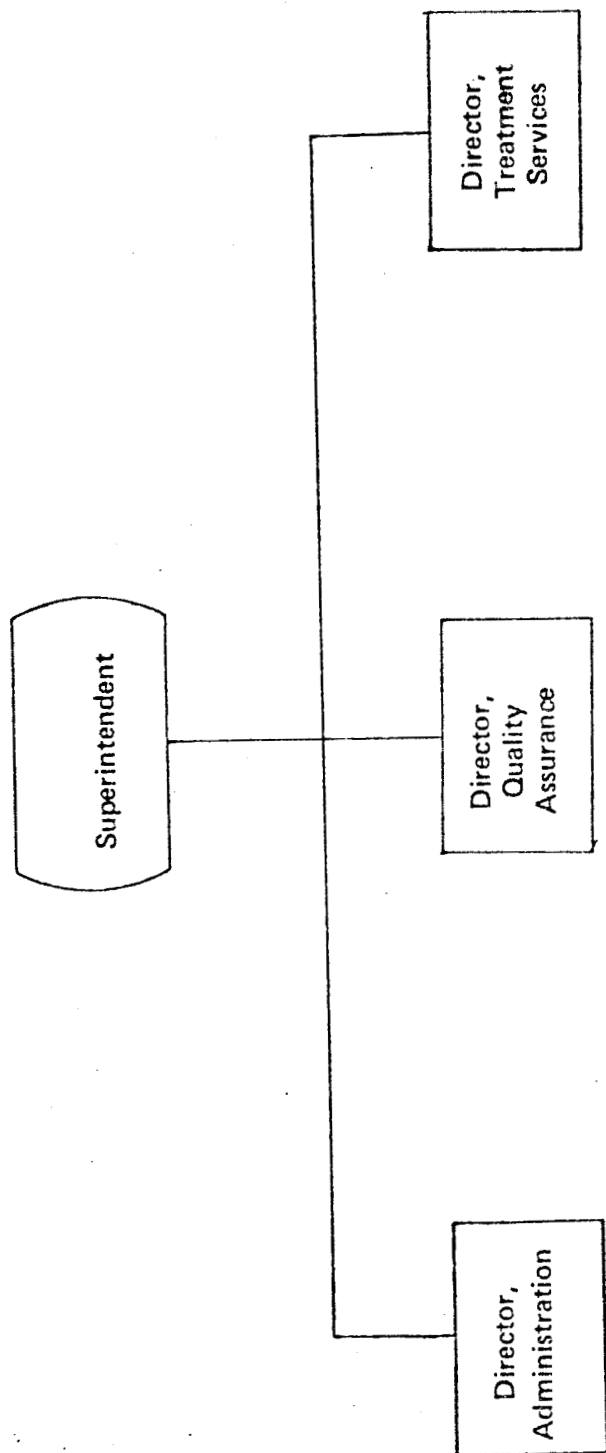 Superintendent
Director,
Administration
Director,
Quality
Assurance
Director,
Treatment
Services